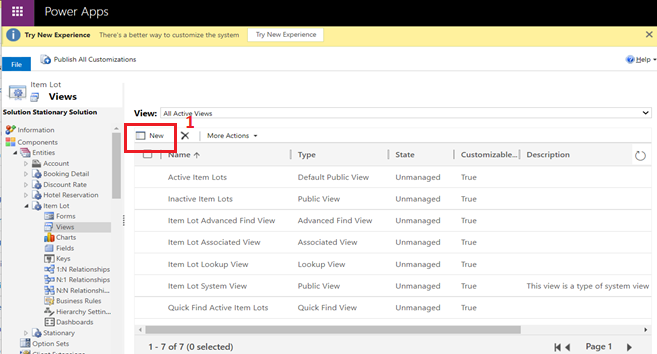 Power Apps
Try New Experience There's a better way to customize the system Try New Experience
File Publish All Customizations Help
Item Lot
Views
Solution Stationary Solution
Information
Components
Entities
Account
Booking Detail
Discount Rate
Hotel Reservation
Item Lot
Forms
Views
Charts
Fields
Keys
1:N Relationships
N:1 Relationships
N:N Relationshi...
Business Rules
Hierarchy Settin...
Dashboards
Stationary
Option Sets
Client Extensions
1
View: All Active Views
New More Actions
Name Type State Customizable... Description
Active Item Lots Default Public View Unmanaged True
Inactive Item Lots Public View Unmanaged True
Item Lot Advanced Find View Advanced Find View Unmanaged True
Item Lot Associated View Associated View Unmanaged True
Item Lot Lookup View Lookup View Unmanaged True
Item Lot System View Public View Unmanaged True This view is a type of system view
Quick Find Active Item Lots Quick Find View Unmanaged True
1 - 7 of 7 (0 selected) Page 1